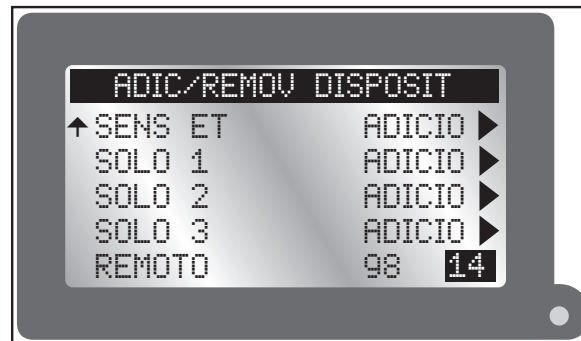 ADIC/REMOV DISPOSIT
SENS ET ADICIO
SOLO 1 ADICIO
SOLO 2 ADICIO
SOLO 3 ADICIO
REMOTO 98 14